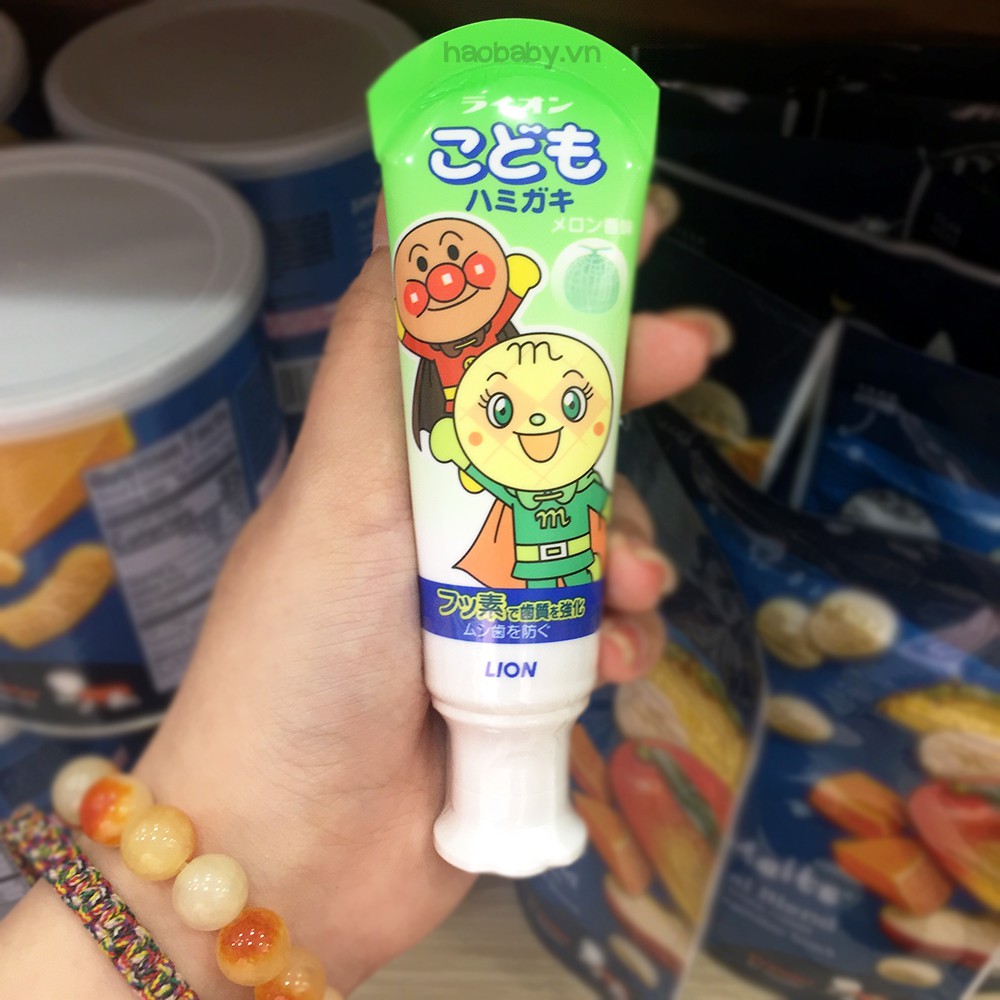 haobaby.vn
ライオン
こども
ハミガキ
メロン香味
m
m
フッ素で歯質を強化
ムシ歯を防ぐ
LION